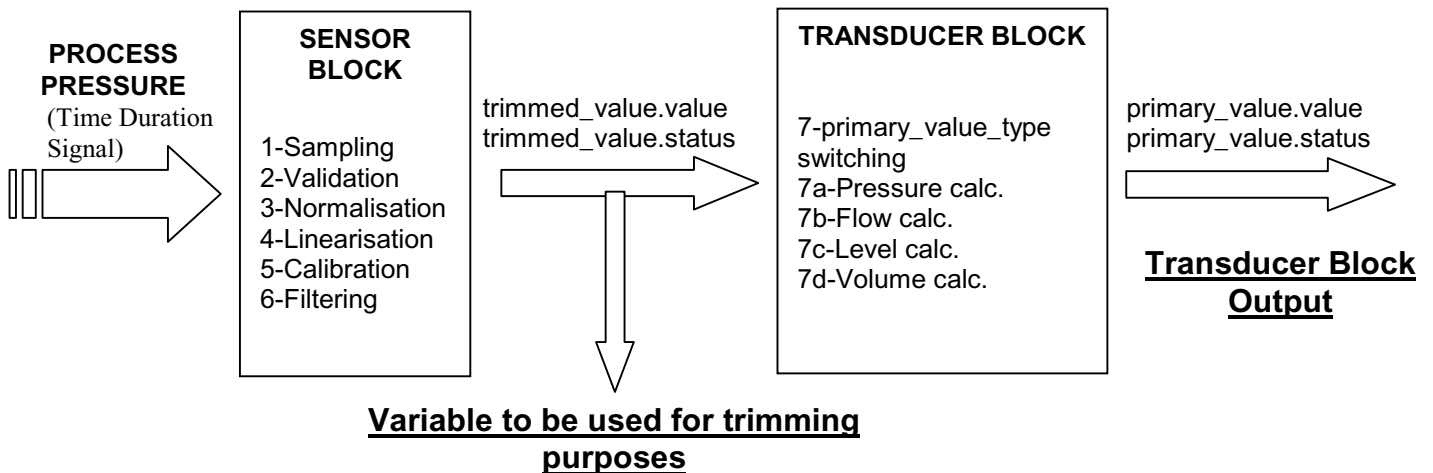 PROCESS
PRESSURE
(Time Duration
Signal)
SENSOR
BLOCK
1-Sampling
2-Validation
3-Normalisation
4-Linearisation
5-Calibration
6-Filtering
trimmed_value.value
trimmed_value.status
Variable to be used for trimming
purposes
TRANSDUCER BLOCK
7-primary_value_type
switching
7a-Pressure calc.
7b-Flow calc.
7c-Level calc.
7d-Volume calc.
primary_value.value
primary_value.status
Transducer Block
Output